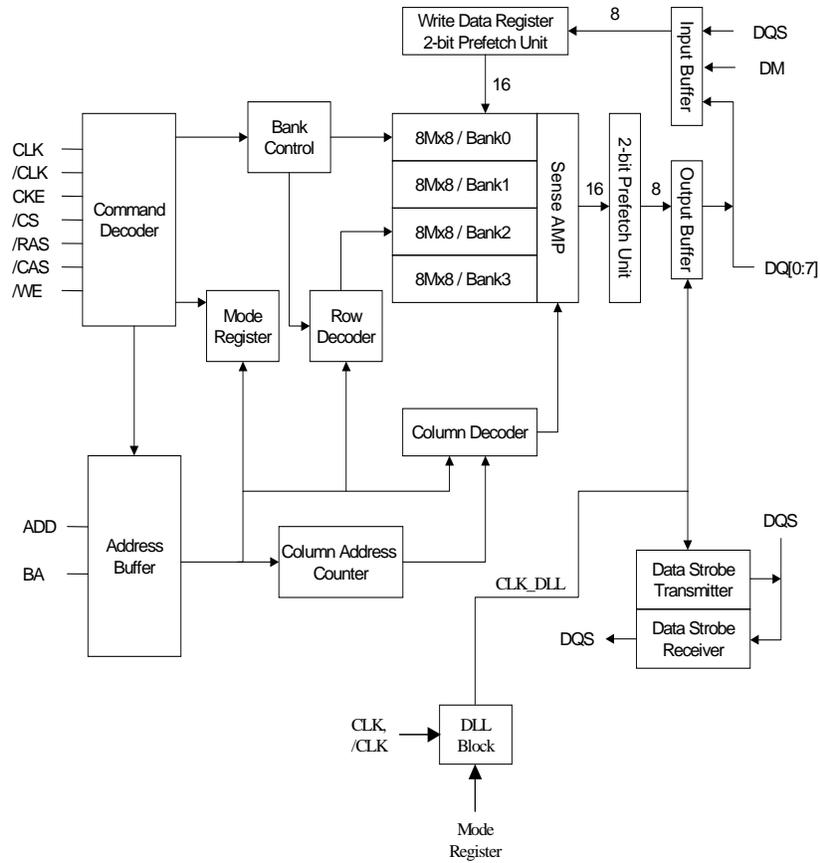 Write Data Register
2-bit Prefetch Unit
8
Input Buffer
DQS
DM
16
Bank
Control
8Mx8 / Bank0
8Mx8 / Bank1
8Mx8 / Bank2
8Mx8 / Bank3
Sense AMP
16
2-bit Prefetch Unit
8
Output Buffer
DQ[0:7]
CLK
/CLK
CKE
/CS
/RAS
/CAS
/WE
Command
Decoder
Mode
Register
Row
Decoder
Column Decoder
ADD
BA
Address
Buffer
Column Address
Counter
CLK_DLL
DQS
Data Strobe
Transmitter
Data Strobe
Receiver
DQS
CLK,
/CLK
DLL
Block
Mode
Register